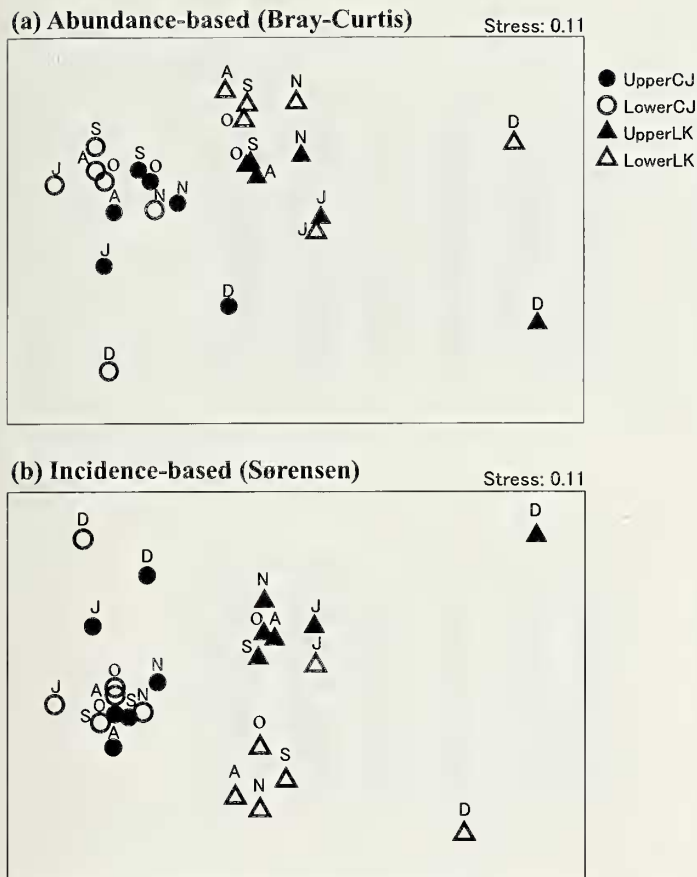 (a) Abundance-based (Bray-Curtis) Stress: 0.11
UpperCJ
LowerCJ
UpperLK
LowerLK
A S N
O
D
S
J A O S O
O S A N
A N N
J
J
J
D
D
D
(b) Incidence-based (Sørensen) Stress: 0.11
D
D
D
J
N
O A J
S J
O N
J A
S O S N
A
O
S
A N
D